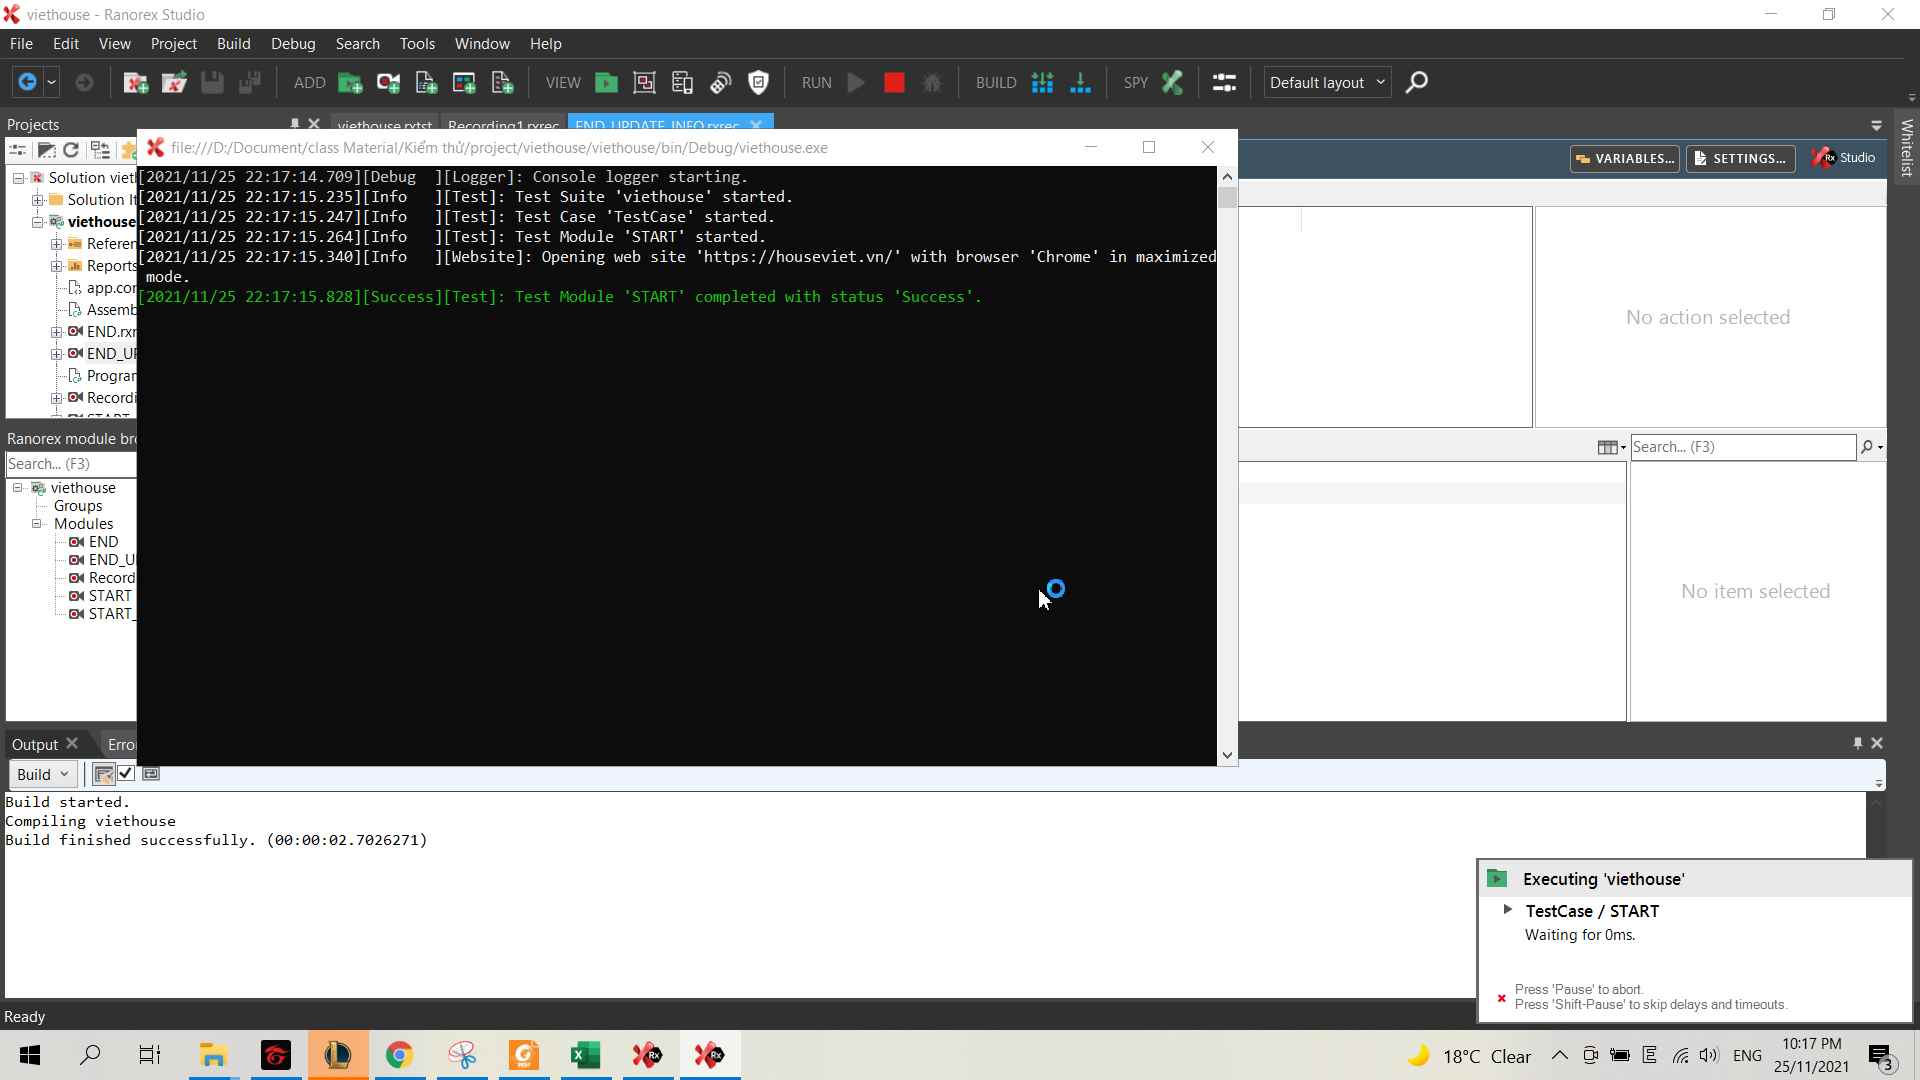 viethouse - Ranorex Studio
File Edit View Project Build Debug Search Tools Window Help
ADD VIEW RUN BUILD SPY Default layout
Projects
viethouse.rxtst Recording1.rxrec END_UPDATE_INFO.rxrec
Whitelist
file:///D:/Document/class Material/Kiểm thử/project/viethouse/viethouse/bin/Debug/viethouse.exe
VARIABLES... SETTINGS... Rx Studio
Solution viet
Solution It
viethouse
Referen
Reports
app.con
Assemb
END.rxr
END_UP
Program
Recordi
START
[2021/11/25 22:17:14.709][Debug  ][Logger]: Console logger starting.
[2021/11/25 22:17:15.235][Info   ][Test]: Test Suite 'viethouse' started.
[2021/11/25 22:17:15.247][Info   ][Test]: Test Case 'TestCase' started.
[2021/11/25 22:17:15.264][Info   ][Test]: Test Module 'START' started.
[2021/11/25 22:17:15.340][Info   ][Website]: Opening web site 'https://houseviet.vn/' with browser 'Chrome' in maximized
mode.
[2021/11/25 22:17:15.828][Success][Test]: Test Module 'START' completed with status 'Success'.
No action selected
Ranorex module bro
Search... (F3)
Search... (F3)
viethouse
Groups
Modules
END
END_U
Record
START
START_
No item selected
Output Erro
Build
Build started.
Compiling viethouse
Build finished successfully. (00:00:02.7026271)
Executing 'viethouse'
TestCase / START
Waiting for 0ms.
Press 'Pause' to abort.
Press 'Shift-Pause' to skip delays and timeouts.
Ready
18°C Clear ENG
10:17 PM
25/11/2021
3